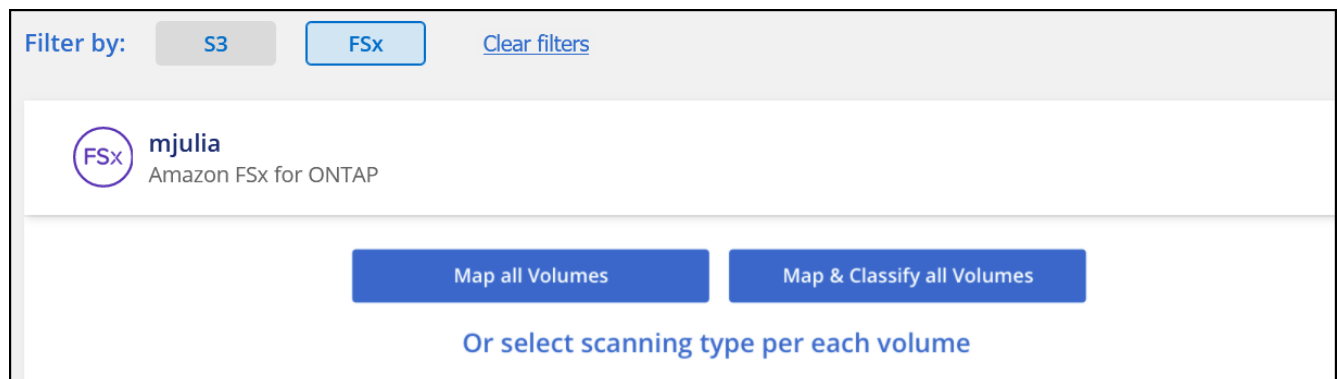 Filter by: S3 FSx Clear filters
FSx
mjulia
Amazon FSx for ONTAP
Map all Volumes Map & Classify all Volumes
Or select scanning type per each volume